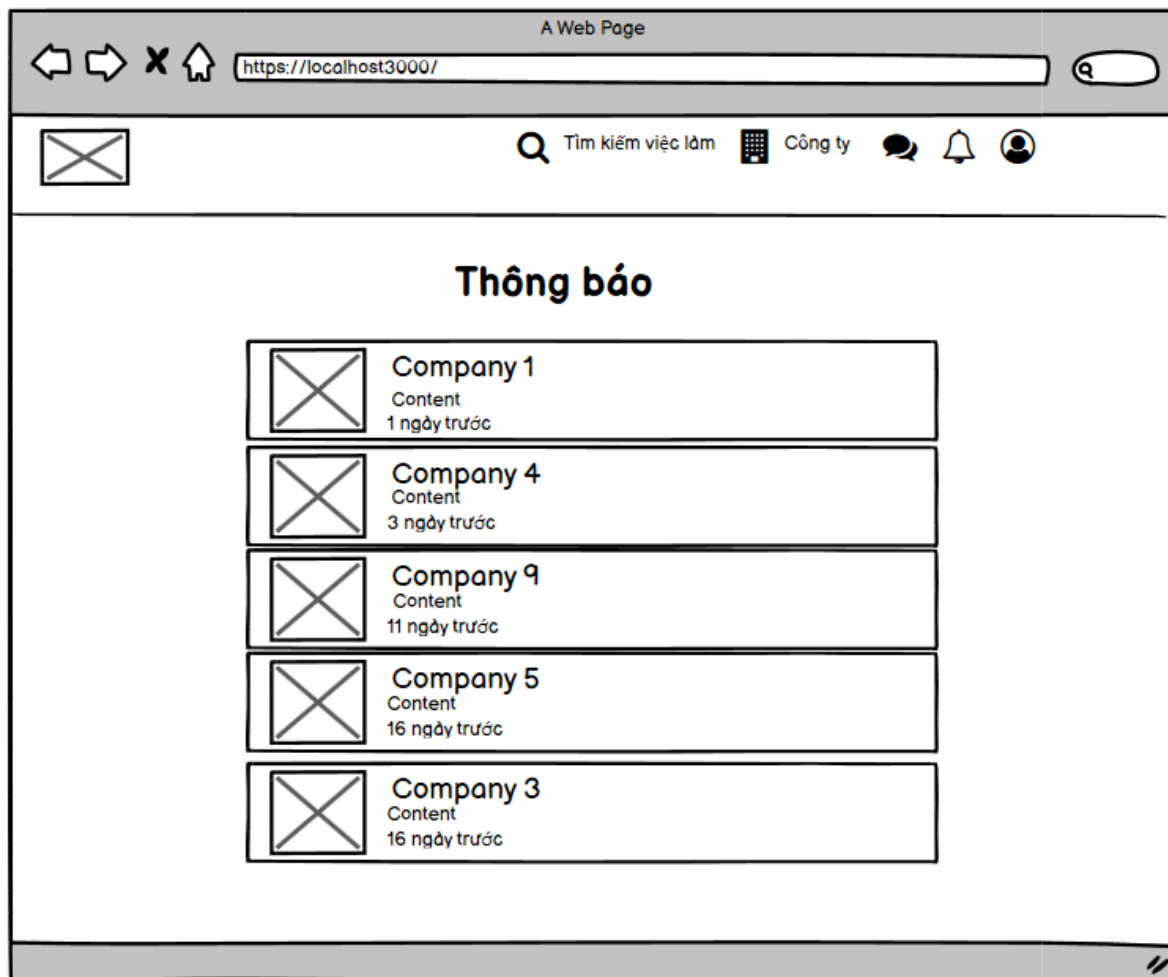 A Web Page
https://localhost3000/
Tìm kiếm việc làm
Công ty
Thông báo
Company 1
Content
1 ngày trước
Company 4
Content
3 ngày trước
Company 9
Content
11 ngày trước
Company 5
Content
16 ngày trước
Company 3
Content
16 ngày trước